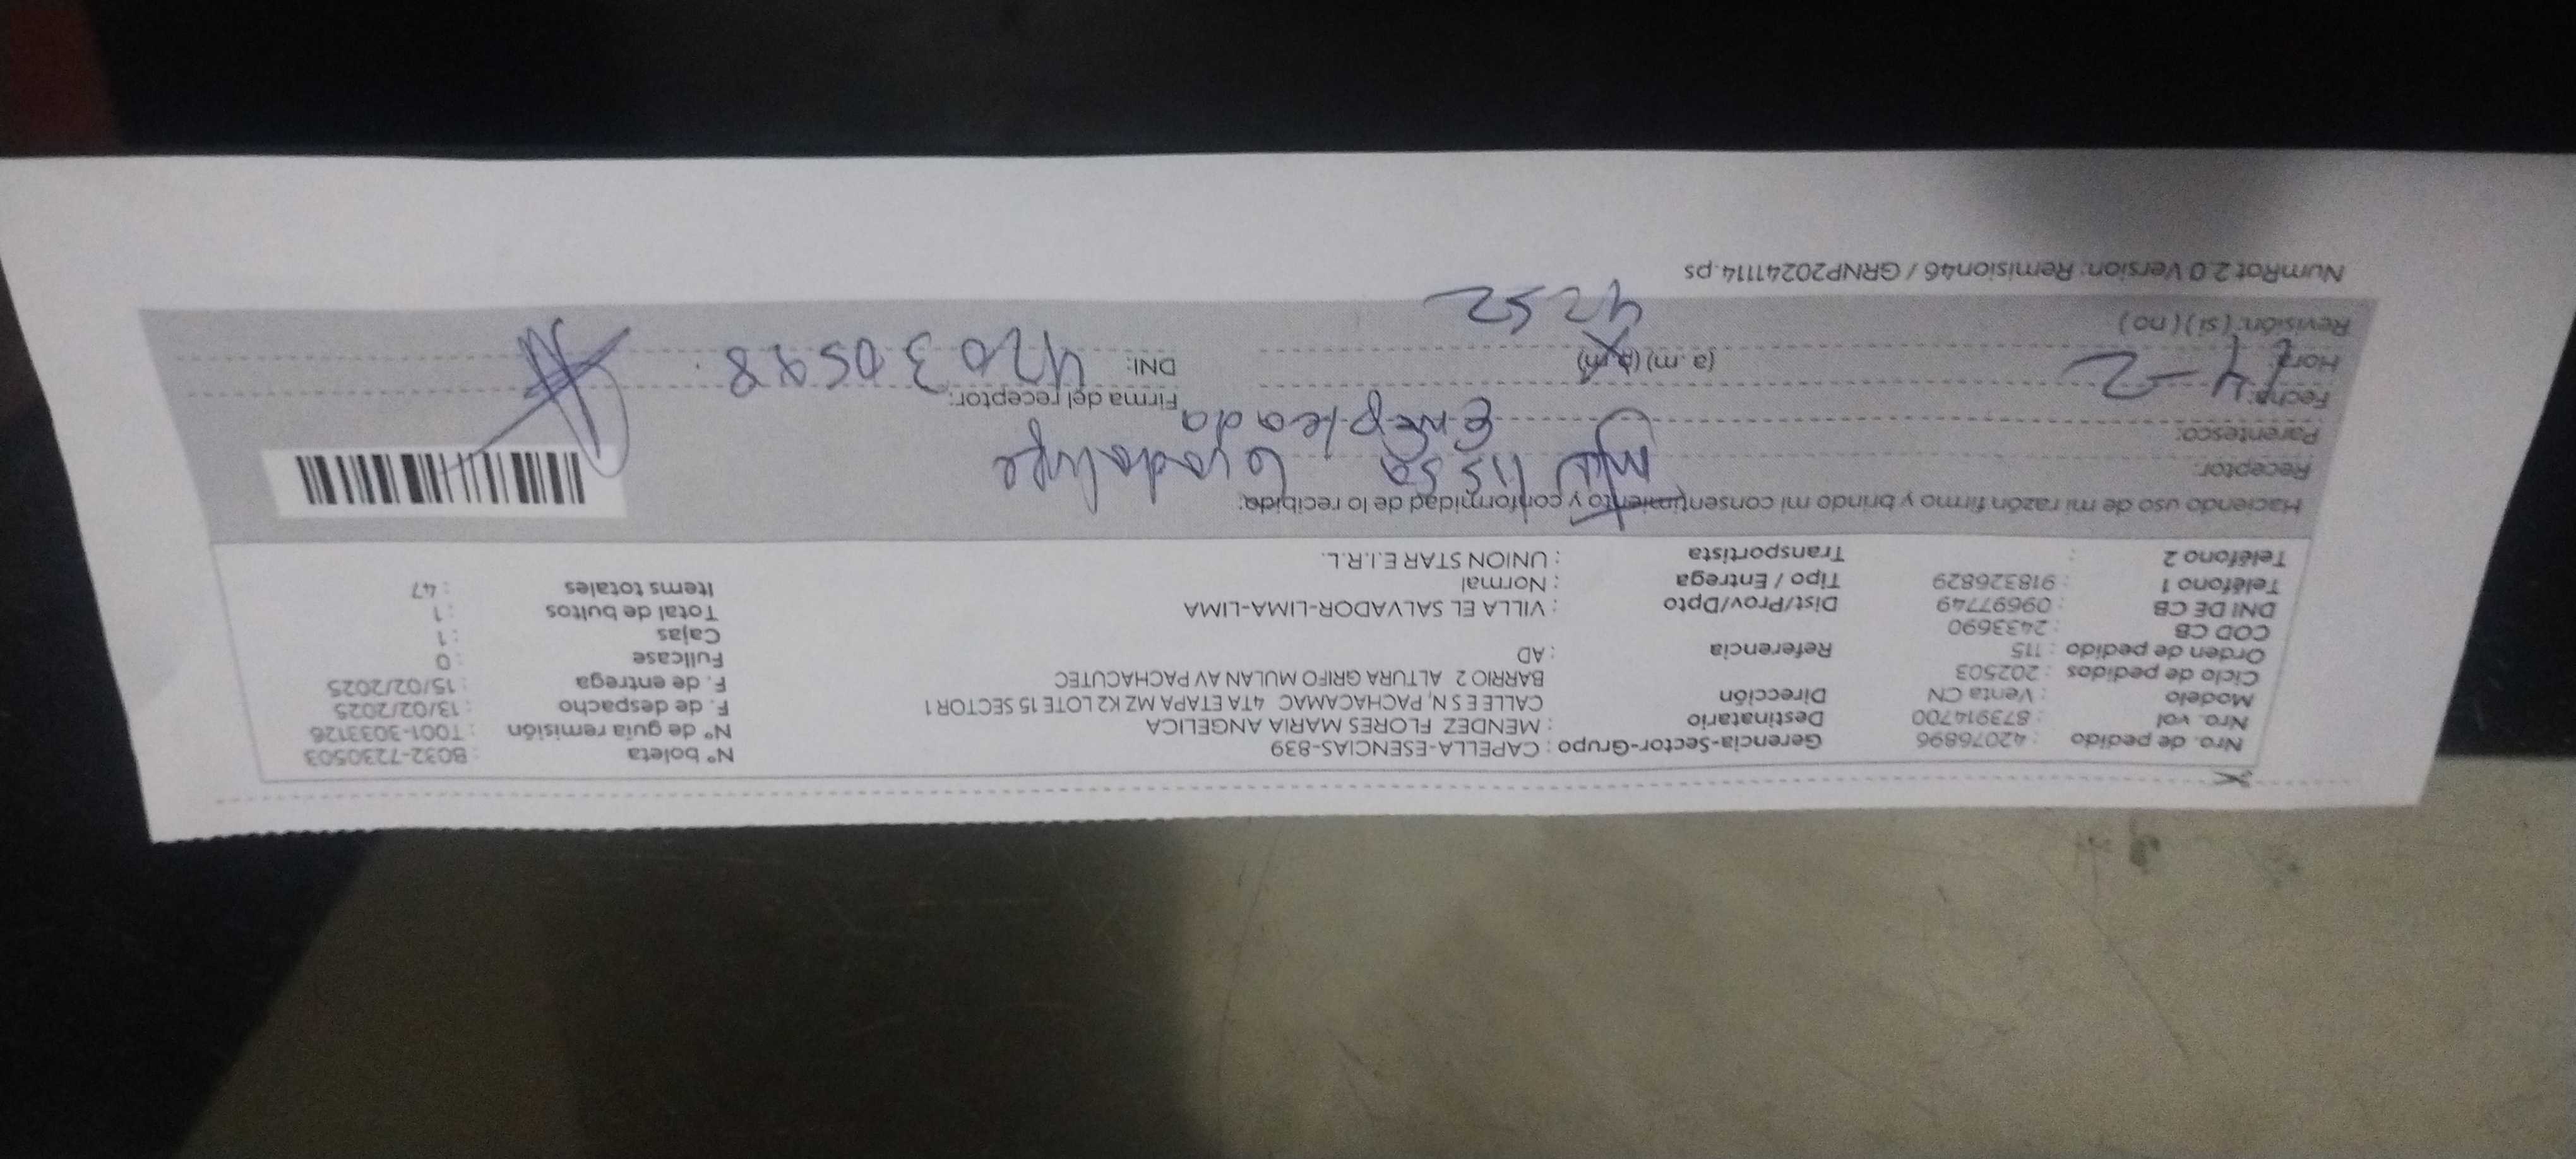 Nro. de pedido : 42076896 Gerencia-Sector-Grupo : CAPELLA-ESENCIAS-839 N° boleta : B032-7230503
Nro. vol : 873914700 Destinatario : MENDEZ FLORES MARIA ANGELICA N° de guía remisión : T001-3033126
Modelo : Venta CN Dirección CALLE E S N, PACHACAMAC 4TA ETAPA MZ K2 LOTE 15 SECTOR 1 F. de despacho : 13/02/2025
Ciclo de pedidos : 202503 BARRIO 2 ALTURA GRIFO MULAN AV PACHACUTEC F. de entrega : 15/02/2025
Orden de pedido : 115 Referencia : AD Fullcase : 0
COD CB : 2433690 Cajas : 1
DNI DE CB : 09697749 Dist/Prov/Dpto : VILLA EL SALVADOR-LIMA-LIMA Total de bultos : 1
Teléfono 1 : 918326829 Tipo / Entrega : Normal Items totales : 47
Teléfono 2 : Transportista : UNION STAR E.I.R.L.
Haciendo uso de mi razón firmo y brindo mi consentimiento y conformidad de lo recibido:
Receptor: Guadalupe
Parentesco: Empleada
Fecha: Firma del receptor:
Hora: (a. m) (p.m) DNI:
Revisión: ( si ) ( no )
NumRot 2.0 Version: Remision46 / GRNP20241114.ps